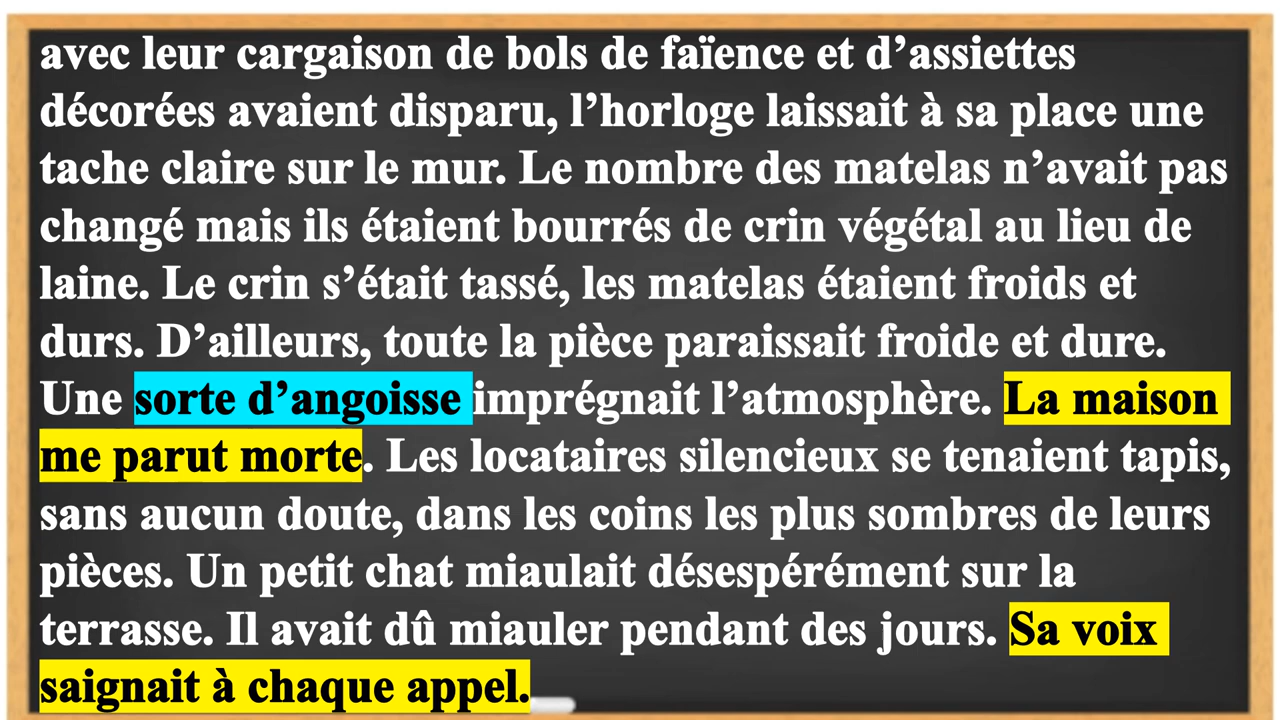 avec leur cargaison de bols de faïence et d’assiettes
décorées avaient disparu, l’horloge laissait à sa place une
tache claire sur le mur. Le nombre des matelas n’avait pas
changé mais ils étaient bourrés de crin végétal au lieu de
laine. Le crin s’était tassé, les matelas étaient froids et
durs. D’ailleurs, toute la pièce paraissait froide et dure.
Une sorte d’angoisse imprégnait l’atmosphère. La maison
me parut morte. Les locataires silencieux se tenaient tapis,
sans aucun doute, dans les coins les plus sombres de leurs
pièces. Un petit chat miaulait désespérément sur la
terrasse. Il avait dû miauler pendant des jours. Sa voix
saignait à chaque appel.